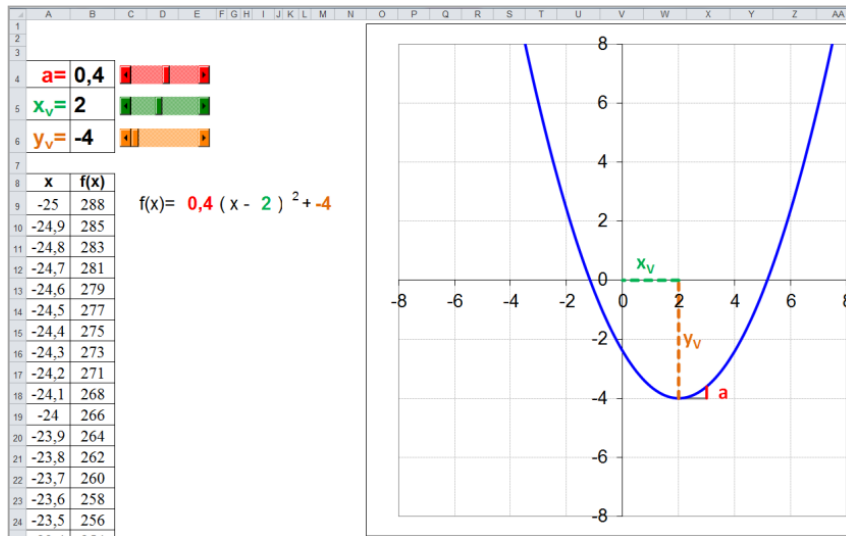 A B C D E F G H I J K L M N O P Q R S T U V W X Y Z AA
1
2
3
4 a= 0,4
5 xᵥ= 2
6 yᵥ= -4
7
8 x f(x)
9 -25 288 f(x)= 0,4 ( x - 2 ) ² + -4
10 -24,9 285
11 -24,8 283
12 -24,7 281
13 -24,6 279
14 -24,5 277
15 -24,4 275
16 -24,3 273
17 -24,2 271
18 -24,1 268
19 -24 266
20 -23,9 264
21 -23,8 262
22 -23,7 260
23 -23,6 258
24 -23,5 256
8
6
4
2
xᵥ
0
-8 -6 -4 -2 0 2 4 6 8
-2
yᵥ
-4 a
-6
-8